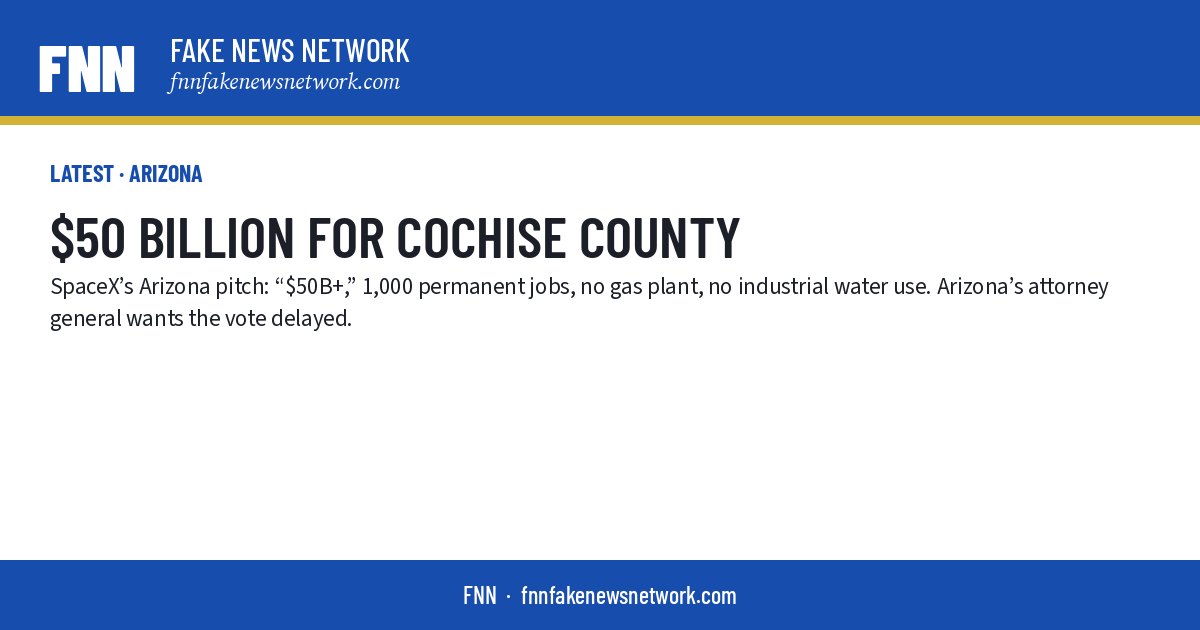 FNN
FAKE NEWS NETWORK
fnnfakenewsnetwork.com
LATEST · ARIZONA
$50 BILLION FOR COCHISE COUNTY
SpaceX’s Arizona pitch: “$50B+,” 1,000 permanent jobs, no gas plant, no industrial water use. Arizona’s attorney
general wants the vote delayed.
FNN · fnnfakenewsnetwork.com